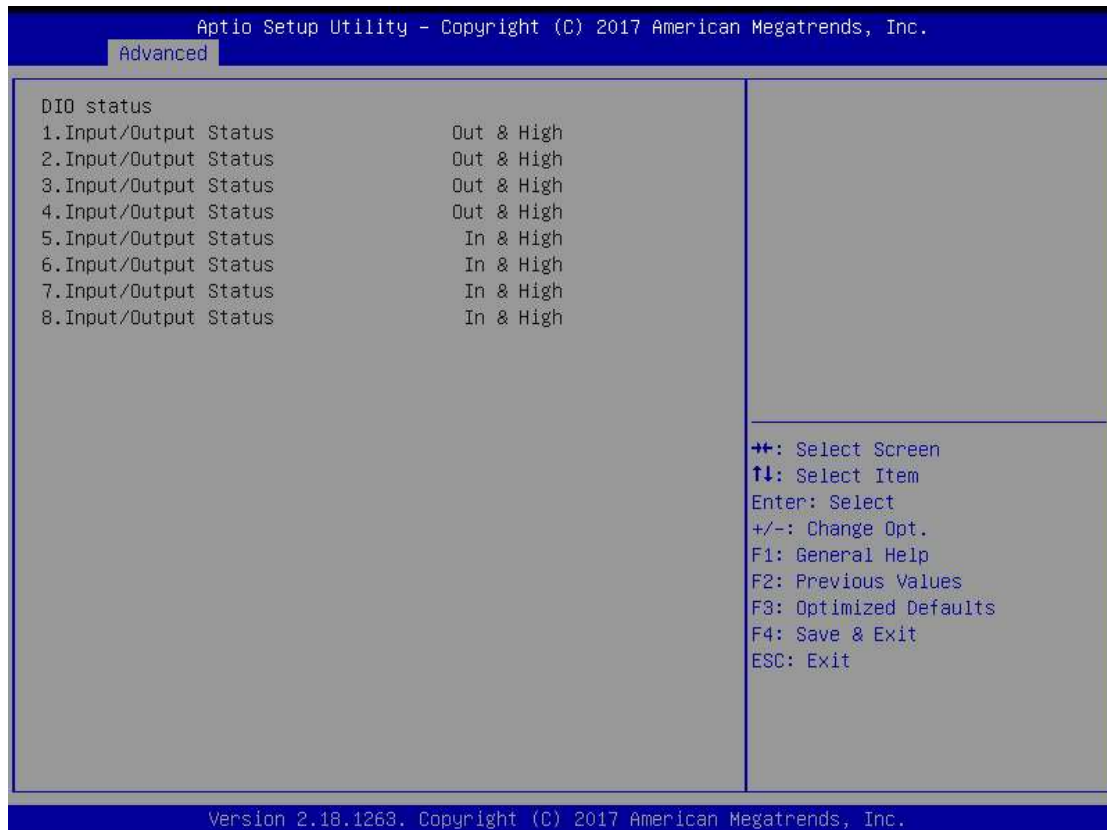 Aptio Setup Utility – Copyright (C) 2017 American Megatrends, Inc.
Advanced
DIO status
1.Input/Output Status Out & High
2.Input/Output Status Out & High
3.Input/Output Status Out & High
4.Input/Output Status Out & High
5.Input/Output Status In & High
6.Input/Output Status In & High
7.Input/Output Status In & High
8.Input/Output Status In & High
→←: Select Screen
↑↓: Select Item
Enter: Select
+/-: Change Opt.
F1: General Help
F2: Previous Values
F3: Optimized Defaults
F4: Save & Exit
ESC: Exit
Version 2.18.1263. Copyright (C) 2017 American Megatrends, Inc.